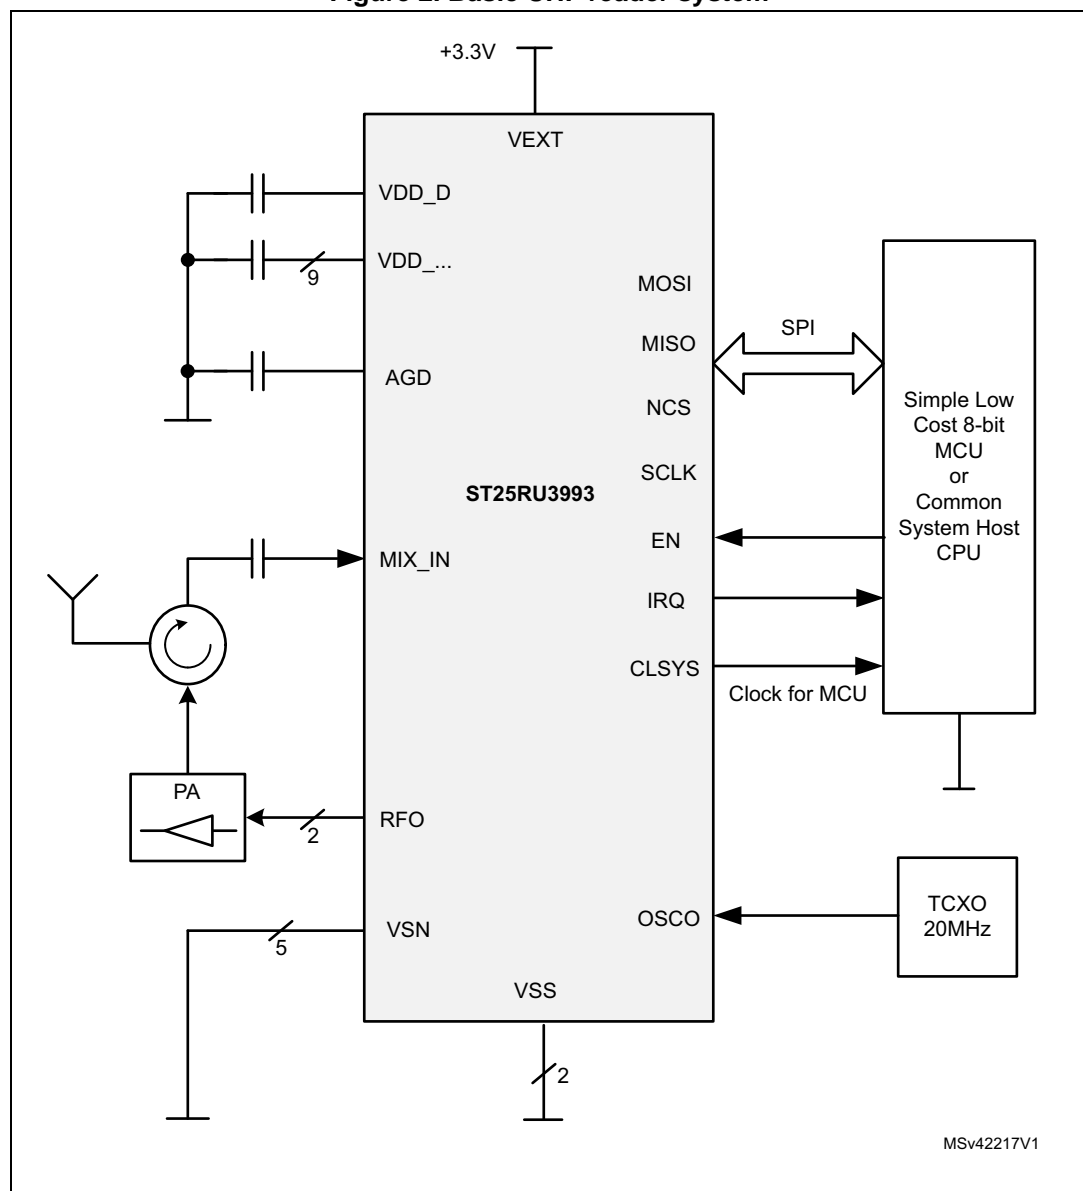 +3.3V
VEXT
VDD_D
VDD_...
9
MOSI
SPI
MISO
AGD
NCS
Simple Low
Cost 8-bit
MCU
or
Common
System Host
CPU
SCLK
ST25RU3993
EN
MIX_IN
IRQ
CLSYS
Clock for MCU
PA
RFO
2
TCXO
20MHz
OSCO
VSN
5
VSS
2
MSv42217V1